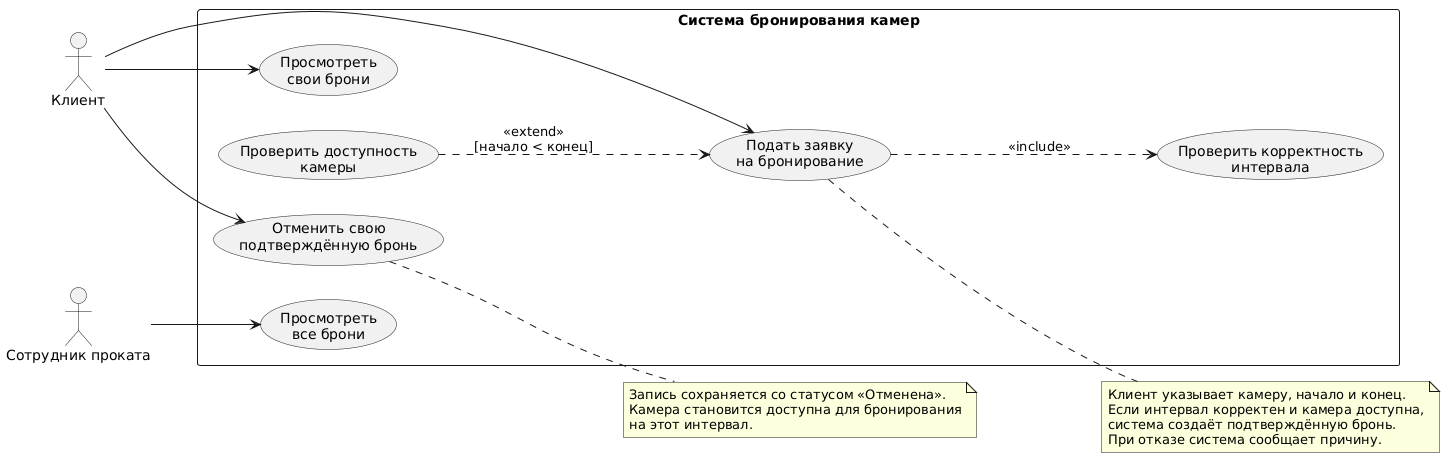 Система бронирования камер
Просмотреть
свои брони
Клиент
«extend»
[начало < конец]
Проверить доступность
камеры
Подать заявку
на бронирование
«include»
Проверить корректность
интервала
Отменить свою
подтверждённую бронь
Просмотреть
все брони
Сотрудник проката
Запись сохраняется со статусом «Отменена».
Камера становится доступна для бронирования
на этот интервал.
Клиент указывает камеру, начало и конец.
Если интервал корректен и камера доступна,
система создаёт подтверждённую бронь.
При отказе система сообщает причину.